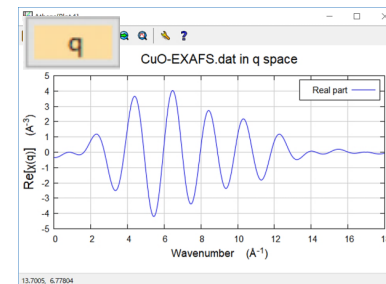 q
?
CuO-EXAFS.dat in q space
Real part
Re[χ(q)] (Å⁻³)
5
4
3
2
1
0
-1
-2
-3
-4
-5
0 2 4 6 8 10 12 14 16
Wavenumber (Å⁻¹)
13.7005, 6.77804